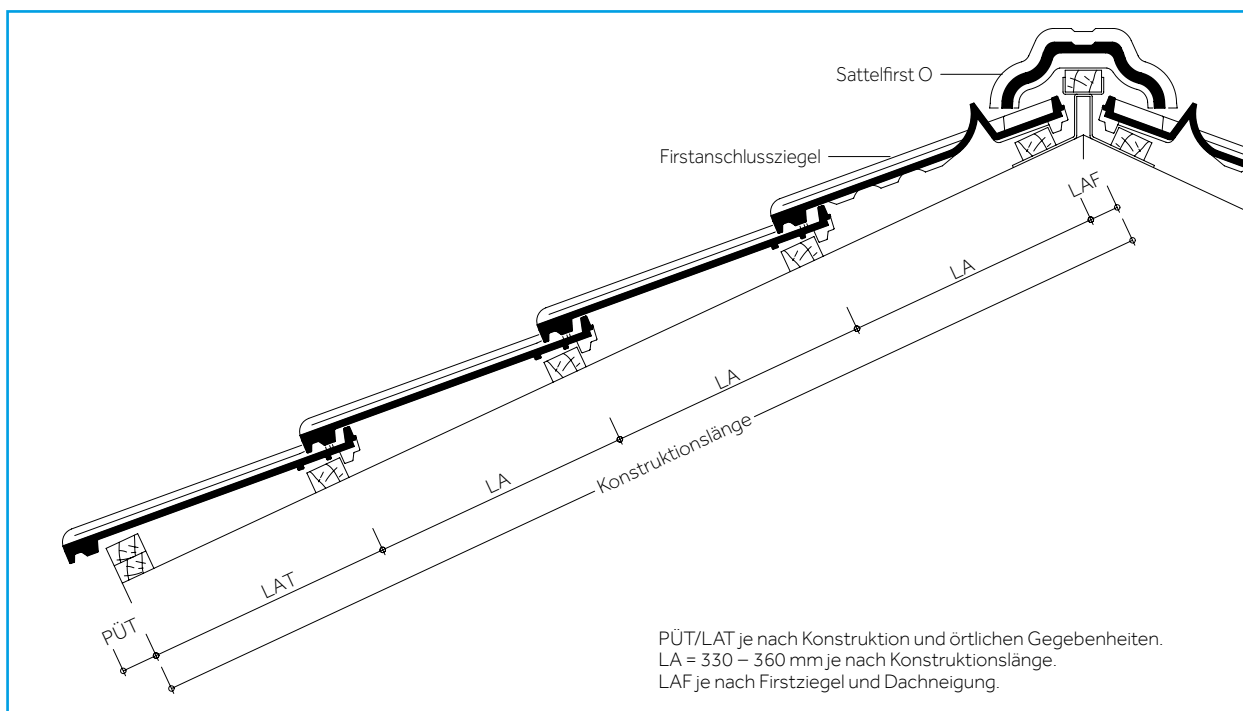 Sattelfirst O
Firstanschlussziegel
LAF
LA
LA
LA
Konstruktionslänge
LAT
PÜT
PÜT/LAT je nach Konstruktion und örtlichen Gegebenheiten.
LA = 330 – 360 mm je nach Konstruktionslänge.
LAF je nach Firstziegel und Dachneigung.